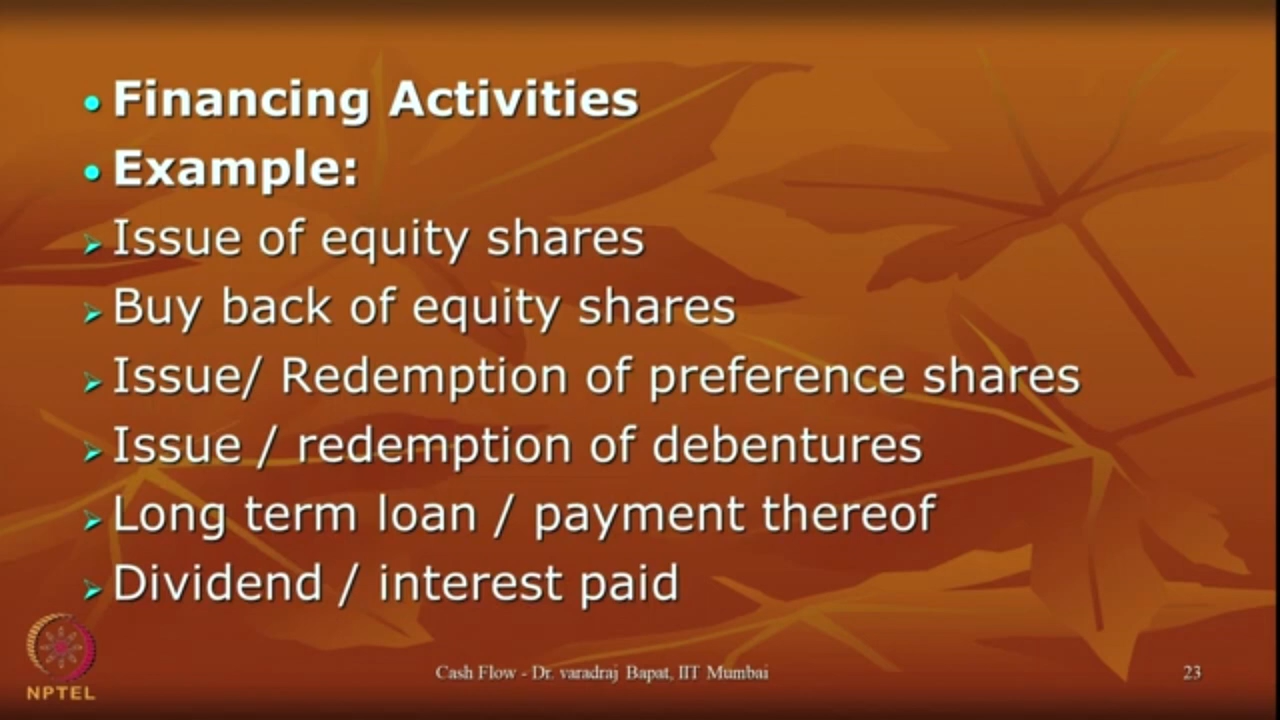 • Financing Activities
• Example:
➢ Issue of equity shares
➢ Buy back of equity shares
➢ Issue/ Redemption of preference shares
➢ Issue / redemption of debentures
➢ Long term loan / payment thereof
➢ Dividend / interest paid
NPTEL
Cash Flow - Dr. varadraj Bapat, IIT Mumbai
23